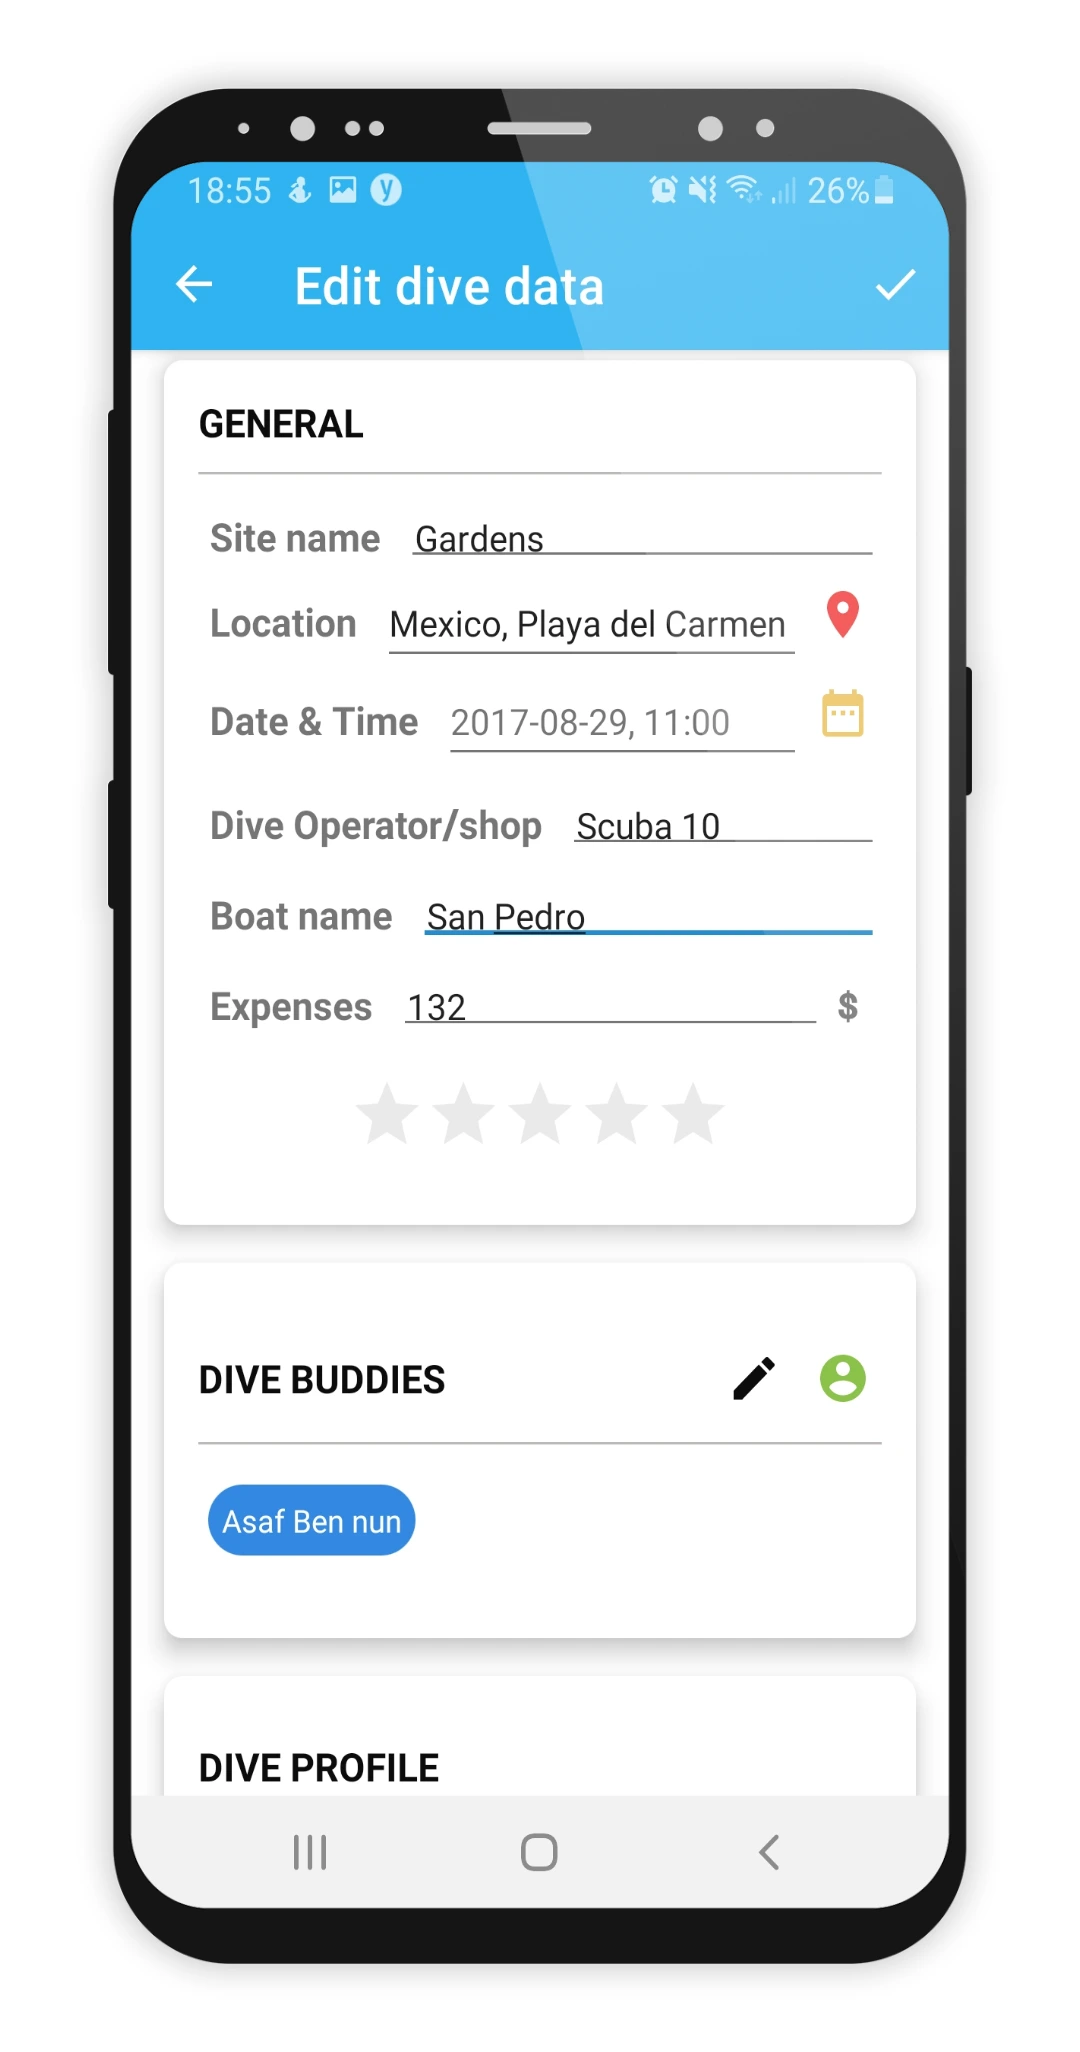 18:55 y 26%
Edit dive data
GENERAL
Site name Gardens
Location Mexico, Playa del Carmen
Date & Time 2017-08-29, 11:00
Dive Operator/shop Scuba 10
Boat name San Pedro
Expenses 132 $
DIVE BUDDIES
Asaf Ben nun
DIVE PROFILE